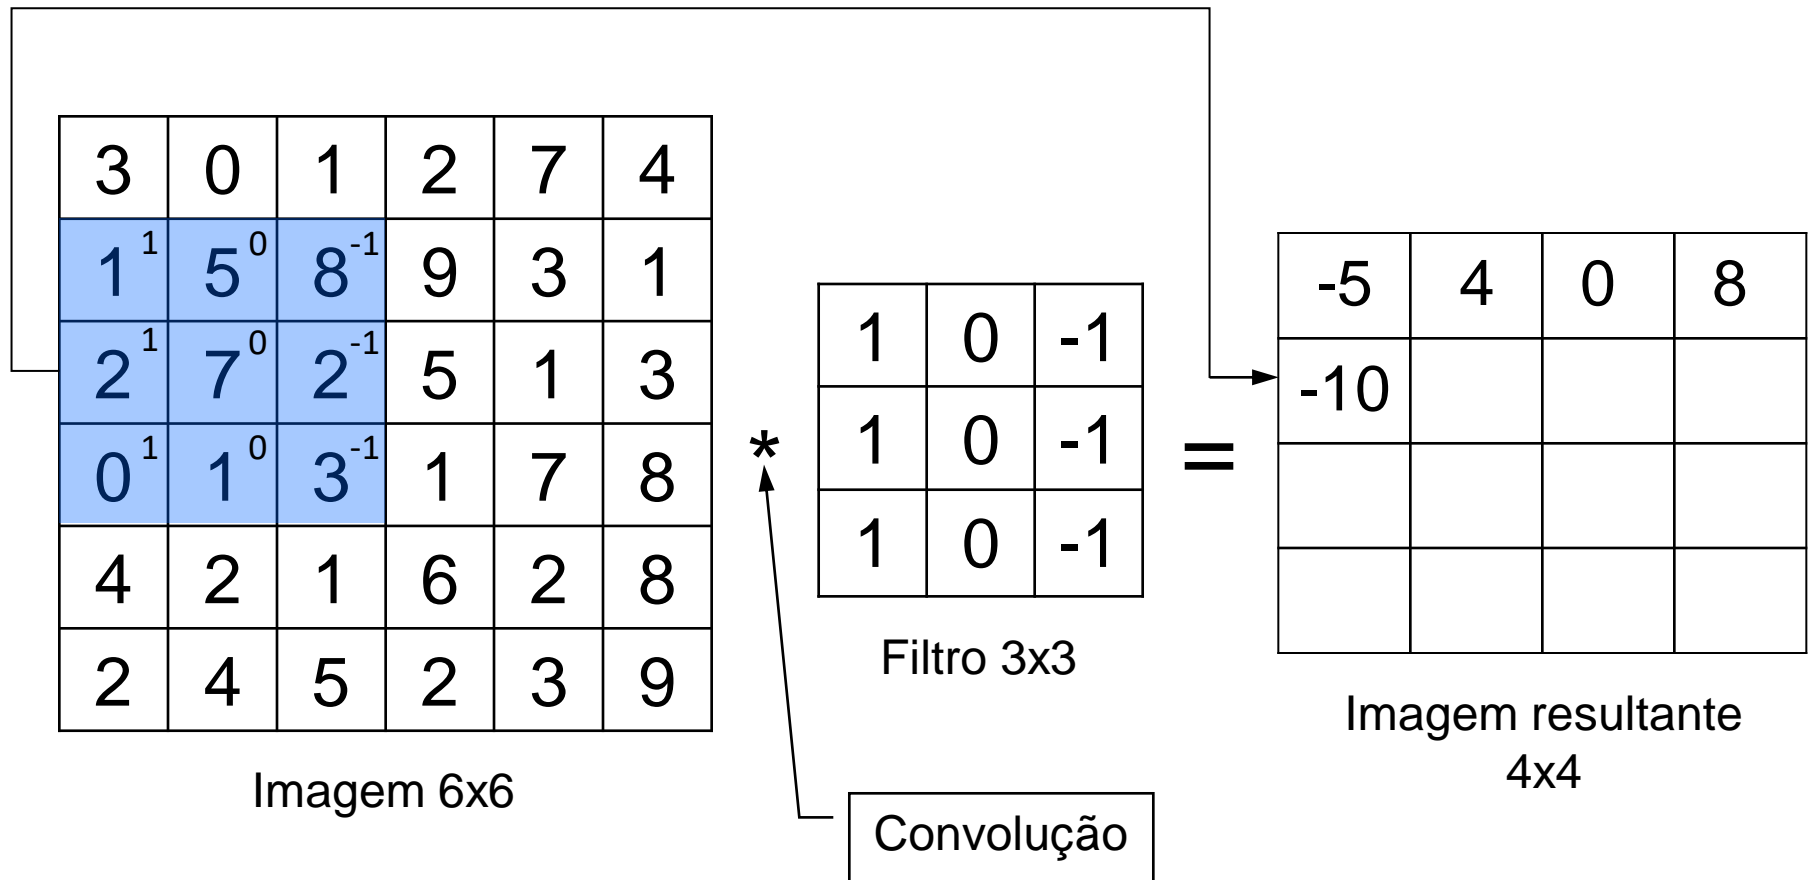 3 0 1 2 7 4
1 1 5 0 8 -1 9 3 1
2 1 7 0 2 -1 5 1 3
0 1 1 0 3 -1 1 7 8
4 2 1 6 2 8
2 4 5 2 3 9
Imagem 6x6
*
1 0 -1
1 0 -1
1 0 -1
Filtro 3x3
Convolução
=
-5 4 0 8
-10
Imagem resultante
4x4